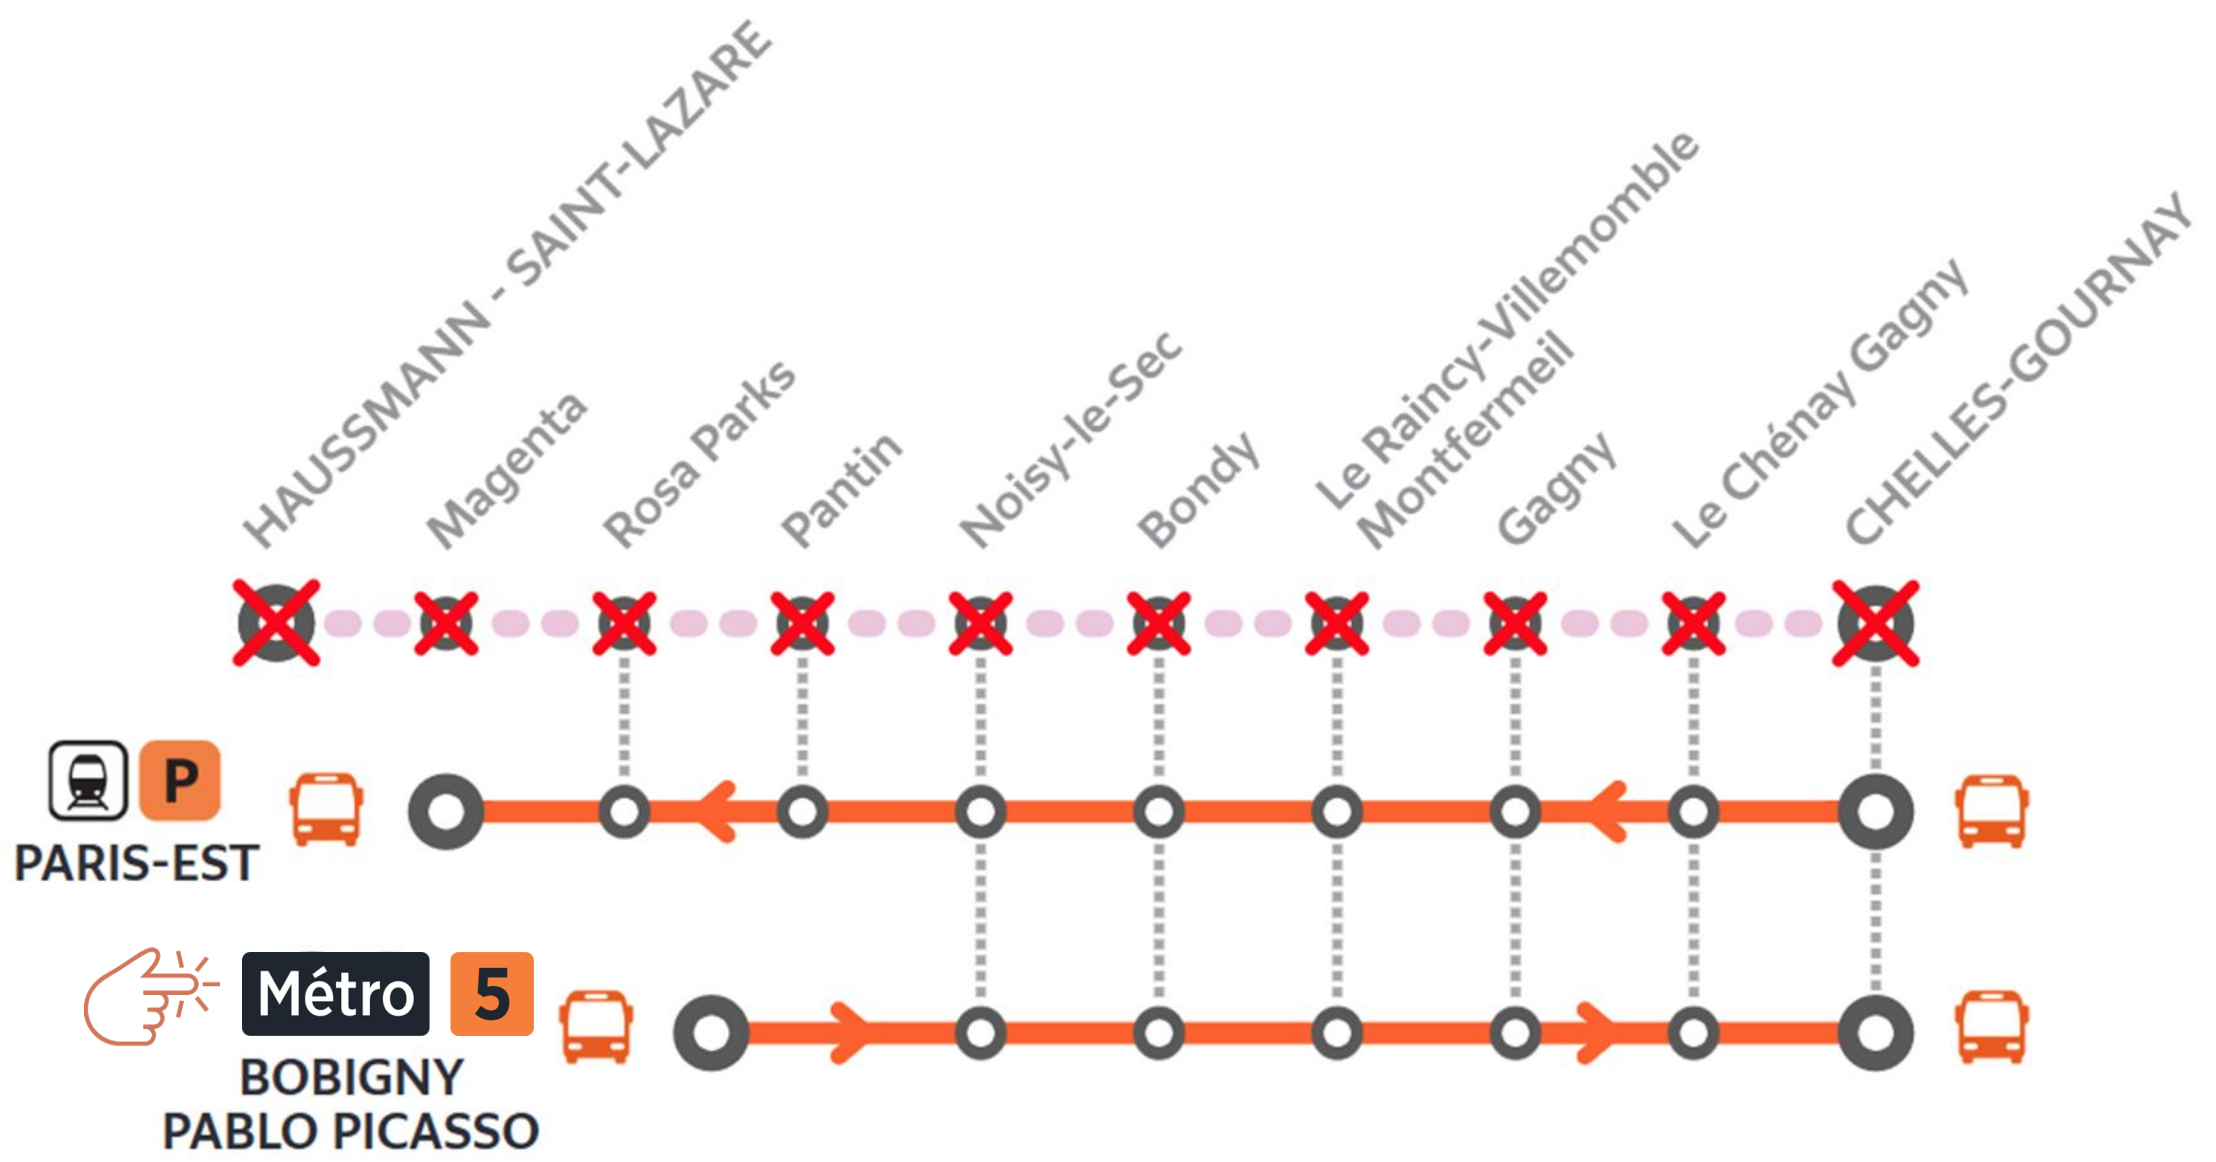 HAUSSMANN - SAINT-LAZARE
Magenta
Rosa Parks
Pantin
Noisy-le-Sec
Bondy
Le Raincy-Villemomble
Montfermeil
Gagny
Le Chénay Gagny
CHELLES-GOURNAY
P
PARIS-EST
Métro 5
BOBIGNY
PABLO PICASSO